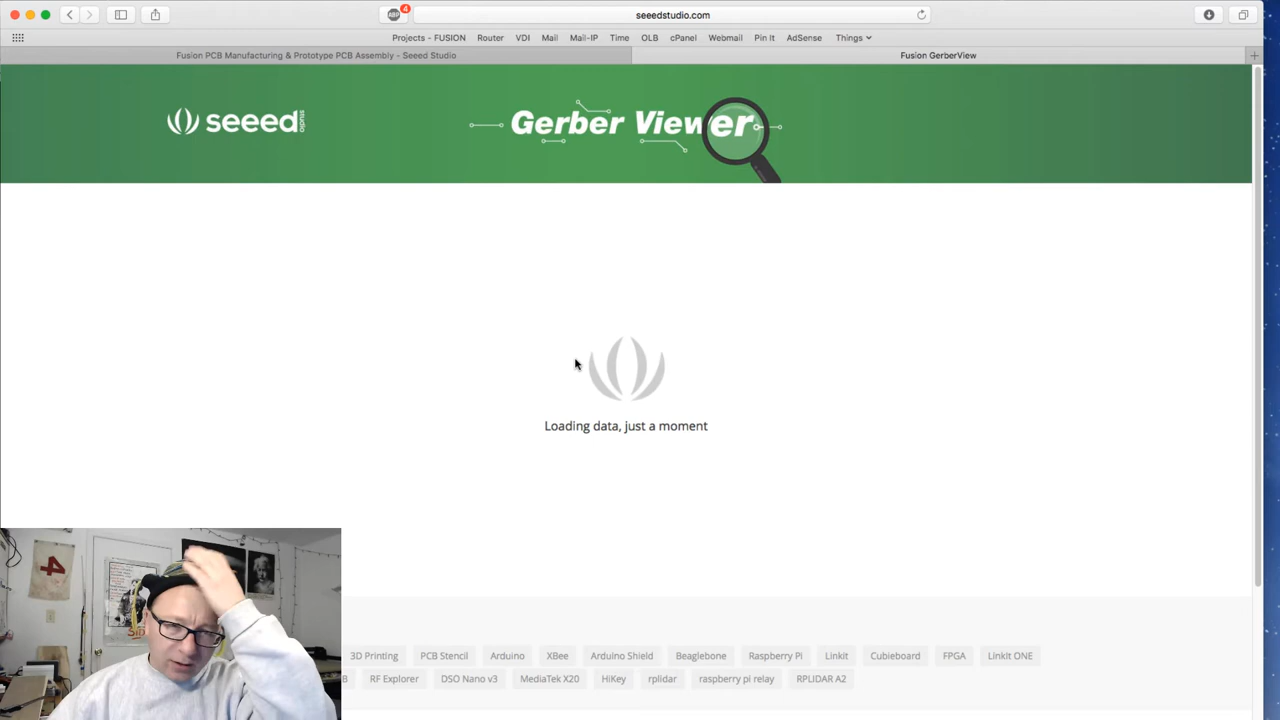 4
seeedstudio.com
Projects - FUSION Router VDI Mail Mail-IP Time OLB cPanel Webmail Pin It AdSense Things
Fusion PCB Manufacturing & Prototype PCB Assembly - Seeed Studio
Fusion GerberView
seeed studio
Gerber Viewer
Loading data, just a moment
4
3D Printing PCB Stencil Arduino XBee Arduino Shield Beaglebone Raspberry Pi Linkit Cubieboard FPGA LinkIt ONE
B RF Explorer DSO Nano v3 MediaTek X20 HiKey rplidar raspberry pi relay RPLIDAR A2